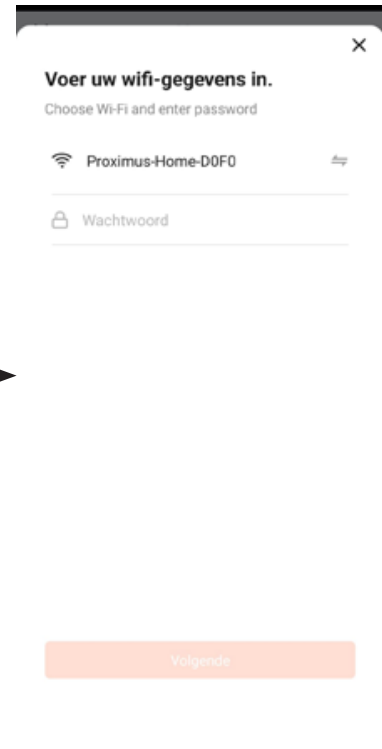 Voer uw wifi-gegevens in.
Choose Wi-Fi and enter password
Proximus-Home-D0F0
Wachtwoord
Volgende